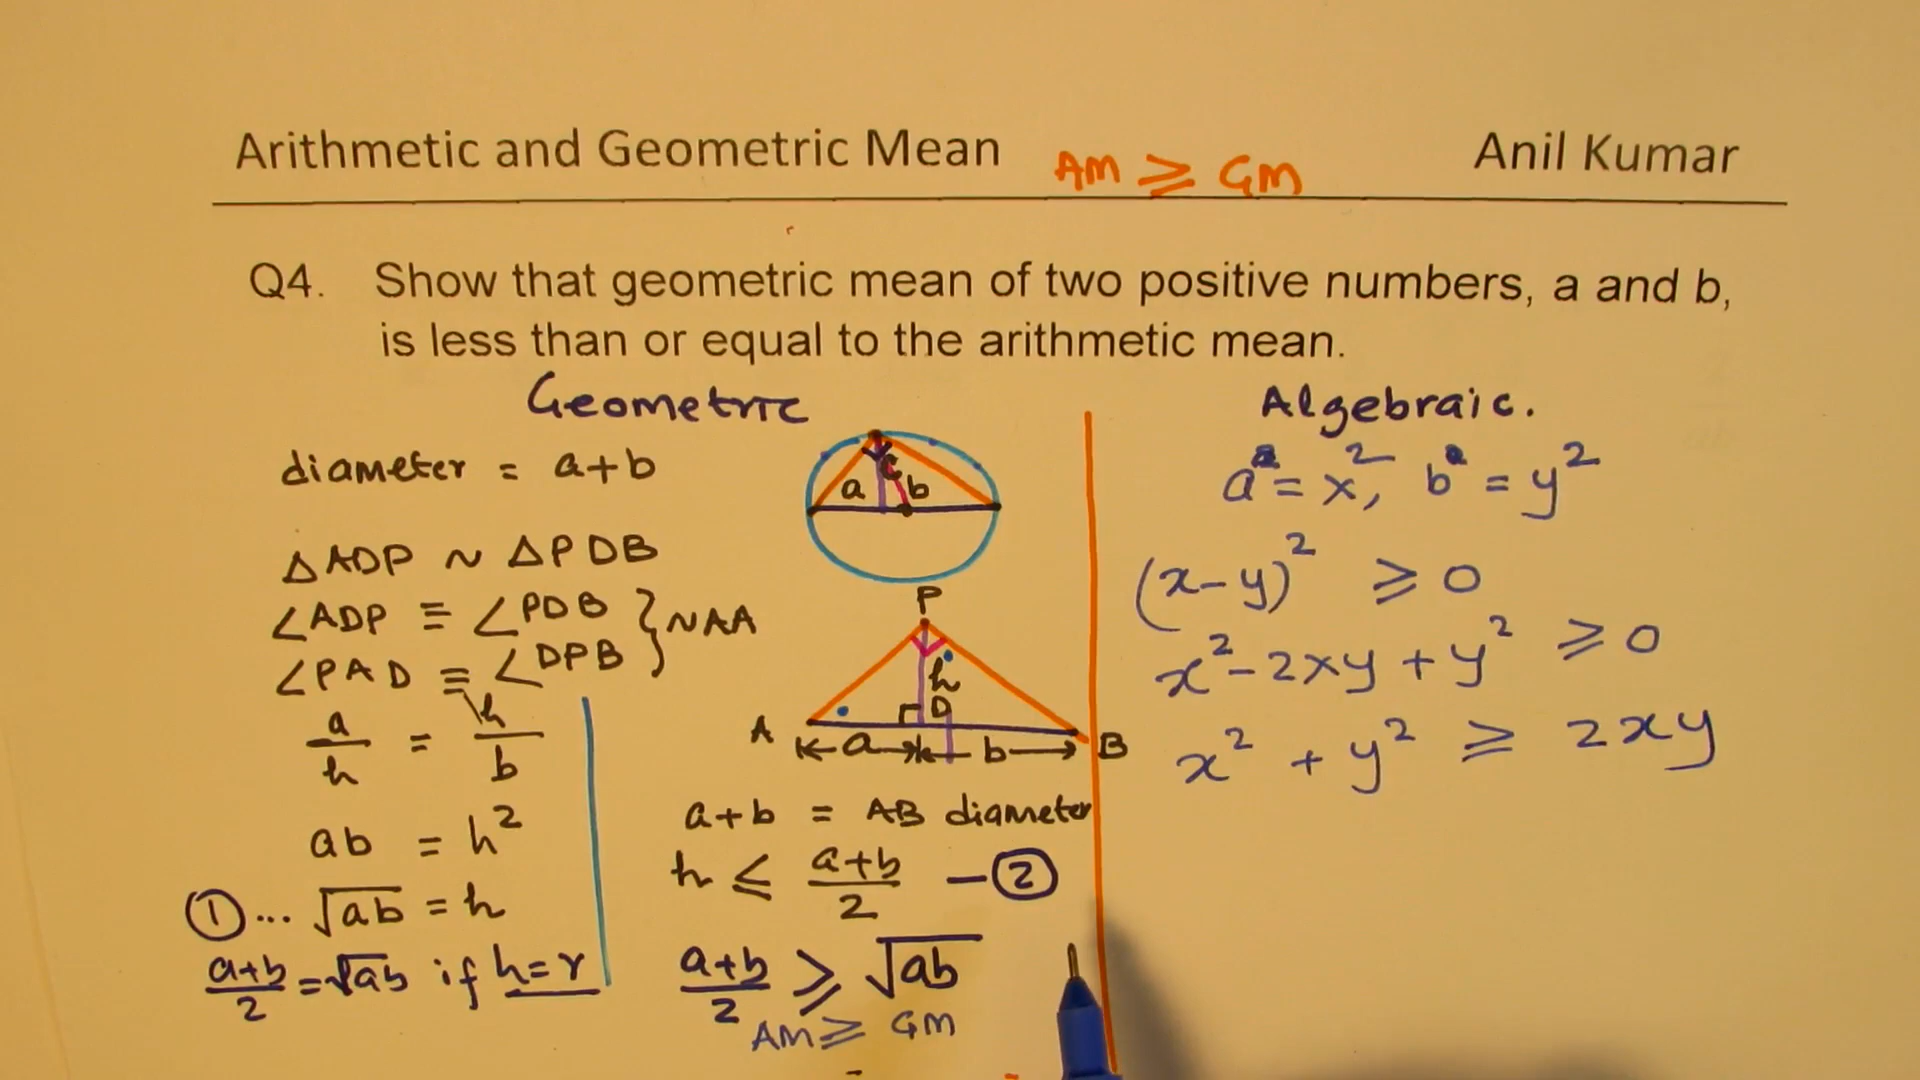 Arithmetic and Geometric Mean AM ≥ GM Anil Kumar
Q4. Show that geometric mean of two positive numbers, a and b,
is less than or equal to the arithmetic mean.
Geometric
diameter = a+b
△ADP ~ △PDB
∠ADP ≡ ∠PDB } ~AA
∠PAD ≡ ∠DPB
a/h = h/b
ab = h²
① ... √ab = h
(a+b)/2 = √ab if h=r
a b
P
h
A D B
a b
a+b = AB diameter
h ≤ (a+b)/2 — ②
(a+b)/2 ≥ √ab
AM ≥ GM
Algebraic.
a = x², b = y²
(x-y)² ≥ 0
x² - 2xy + y² ≥ 0
x² + y² ≥ 2xy